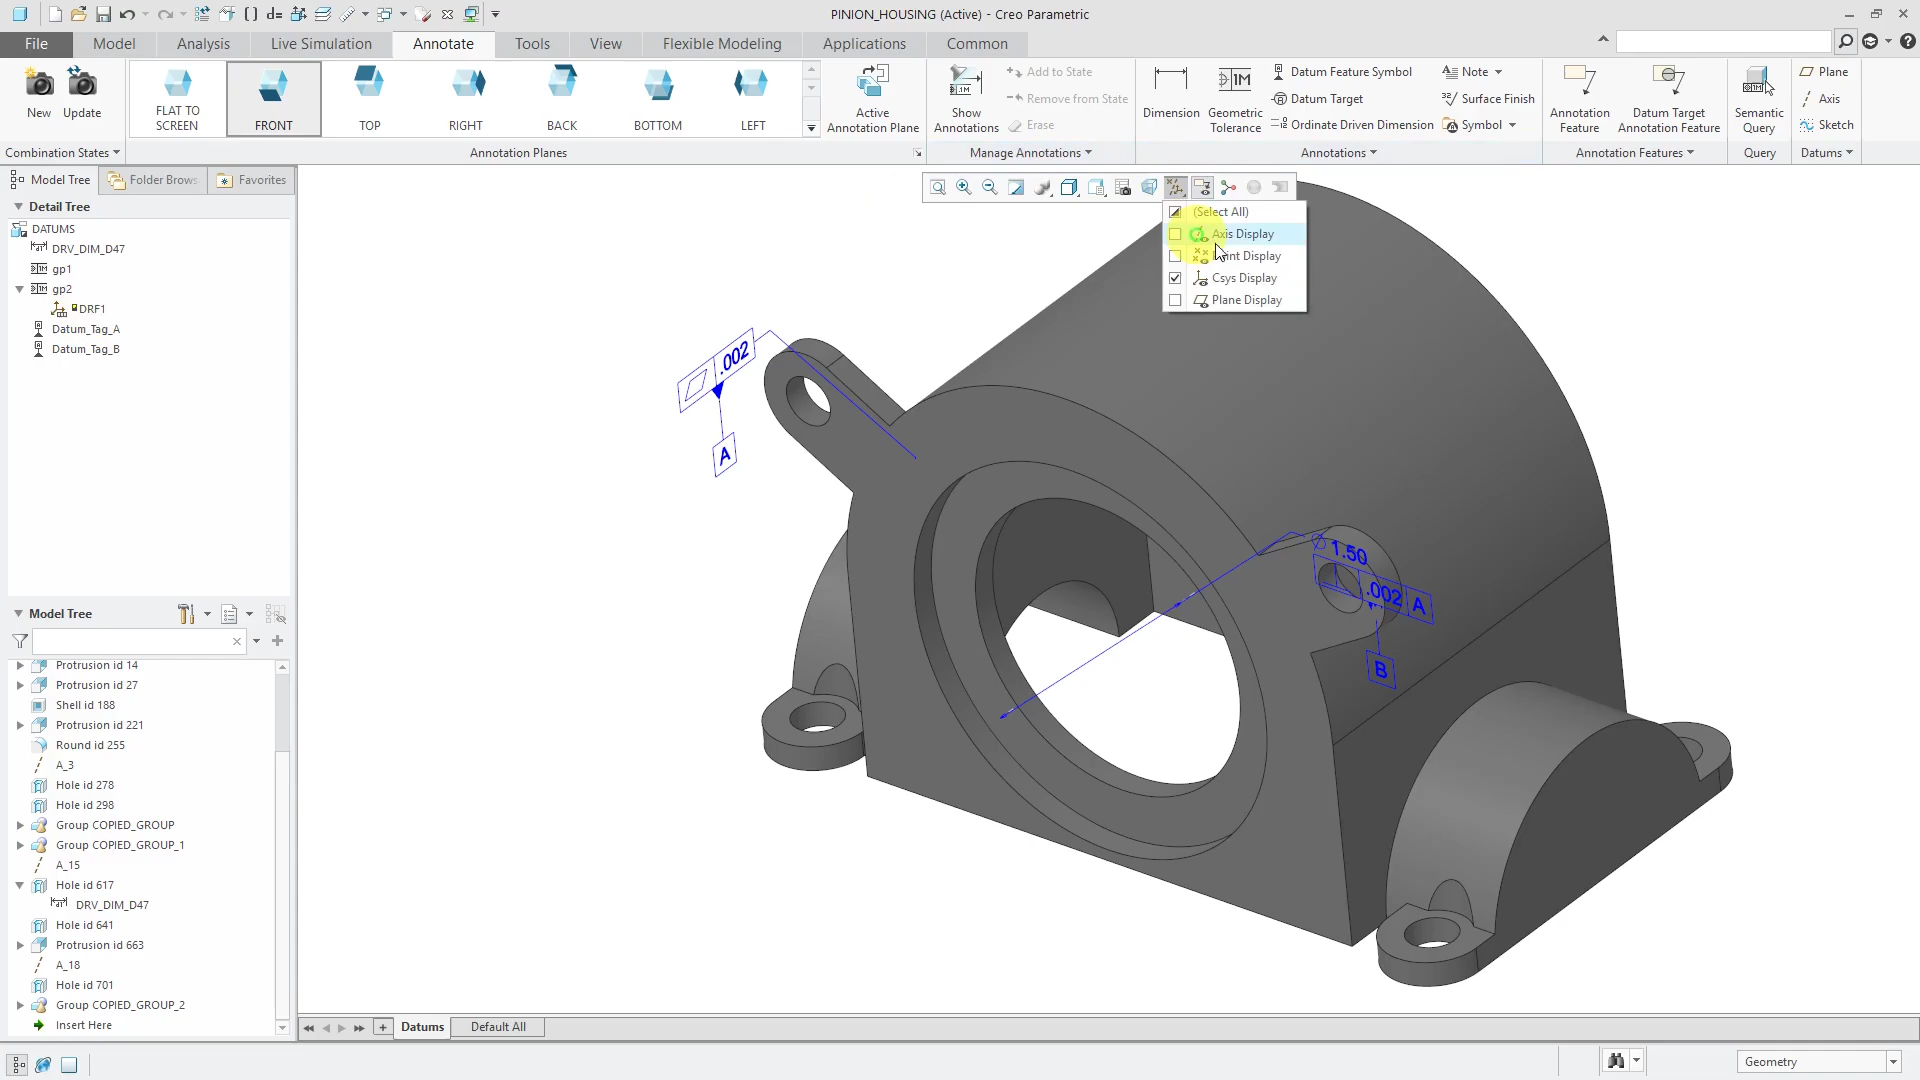 PINION_HOUSING (Active) - Creo Parametric
File
Model
Analysis
Live Simulation
Annotate
Tools
View
Flexible Modeling
Applications
Common
New
Update
FLAT TO SCREEN
FRONT
TOP
RIGHT
BACK
BOTTOM
LEFT
Active Annotation Plane
Show Annotations
Add to State
Remove from State
Erase
Dimension
Geometric Tolerance
Datum Feature Symbol
Datum Target
Ordinate Driven Dimension
Note
Surface Finish
Symbol
Annotation Feature
Datum Target Annotation Feature
Semantic Query
Plane
Axis
Sketch
Combination States
Annotation Planes
Manage Annotations
Annotations
Annotation Features
Query
Datums
Model Tree
Folder Brows
Favorites
Detail Tree
DATUMS
DRV_DIM_D47
gp1
gp2
DRF1
Datum_Tag_A
Datum_Tag_B
Model Tree
Protrusion id 14
Protrusion id 27
Shell id 188
Protrusion id 221
Round id 255
A_3
Hole id 278
Hole id 298
Group COPIED_GROUP
Group COPIED_GROUP_1
A_15
Hole id 617
DRV_DIM_D47
Hole id 641
Protrusion id 663
A_18
Hole id 701
Group COPIED_GROUP_2
Insert Here
(Select All)
Axis Display
Display
Csys Display
Plane Display
.002
A
1.50
.002 A
B
Datums
Default All
Geometry